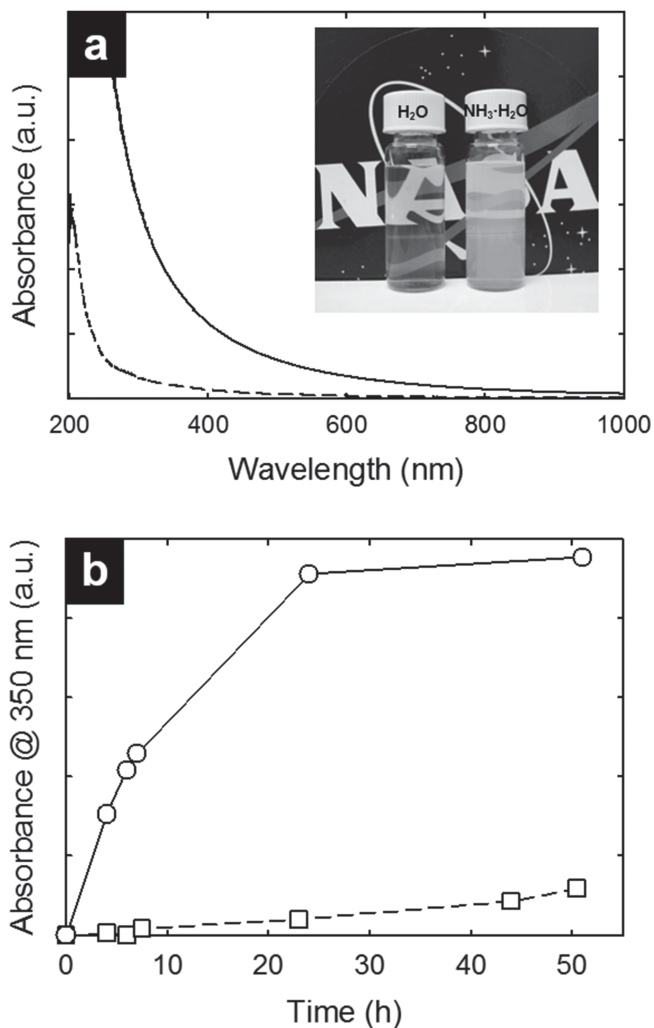 a
Absorbance (a.u.)
H₂O
NH₃·H₂O
NASA
200
400
600
800
1000
Wavelength (nm)
b
Absorbance @ 350 nm (a.u.)
0
10
20
30
40
50
Time (h)